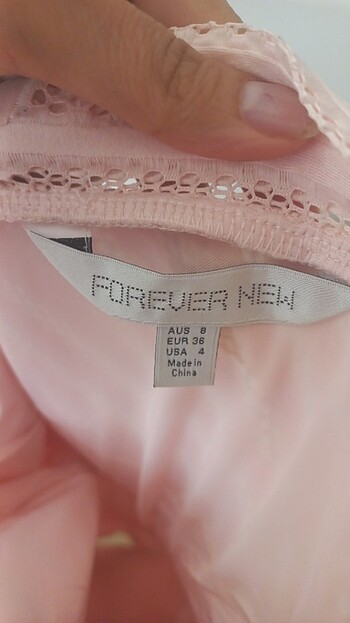 FOREVER NEW
AUS 8
EUR 36
USA 4
Made in
China